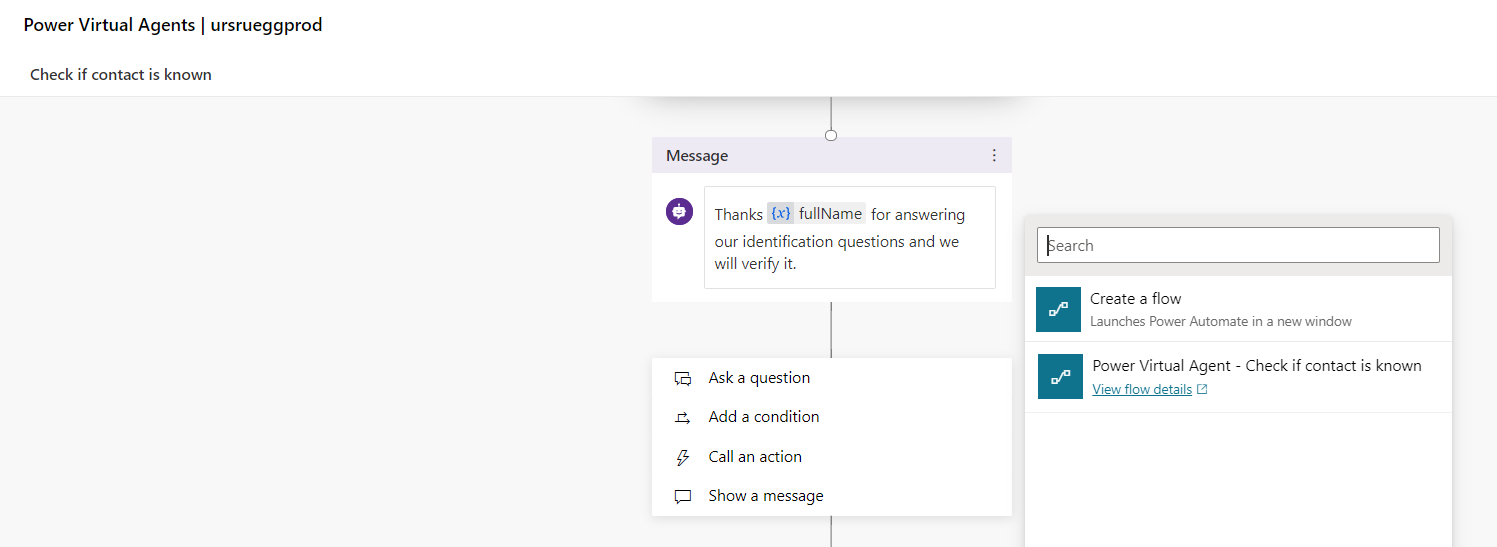 Power Virtual Agents | ursrueggprod
Check if contact is known
Message
Thanks {x} fullName for answering
our identification questions and we
will verify it.
Ask a question
Add a condition
Call an action
Show a message
Search
Create a flow
Launches Power Automate in a new window
Power Virtual Agent - Check if contact is known
View flow details